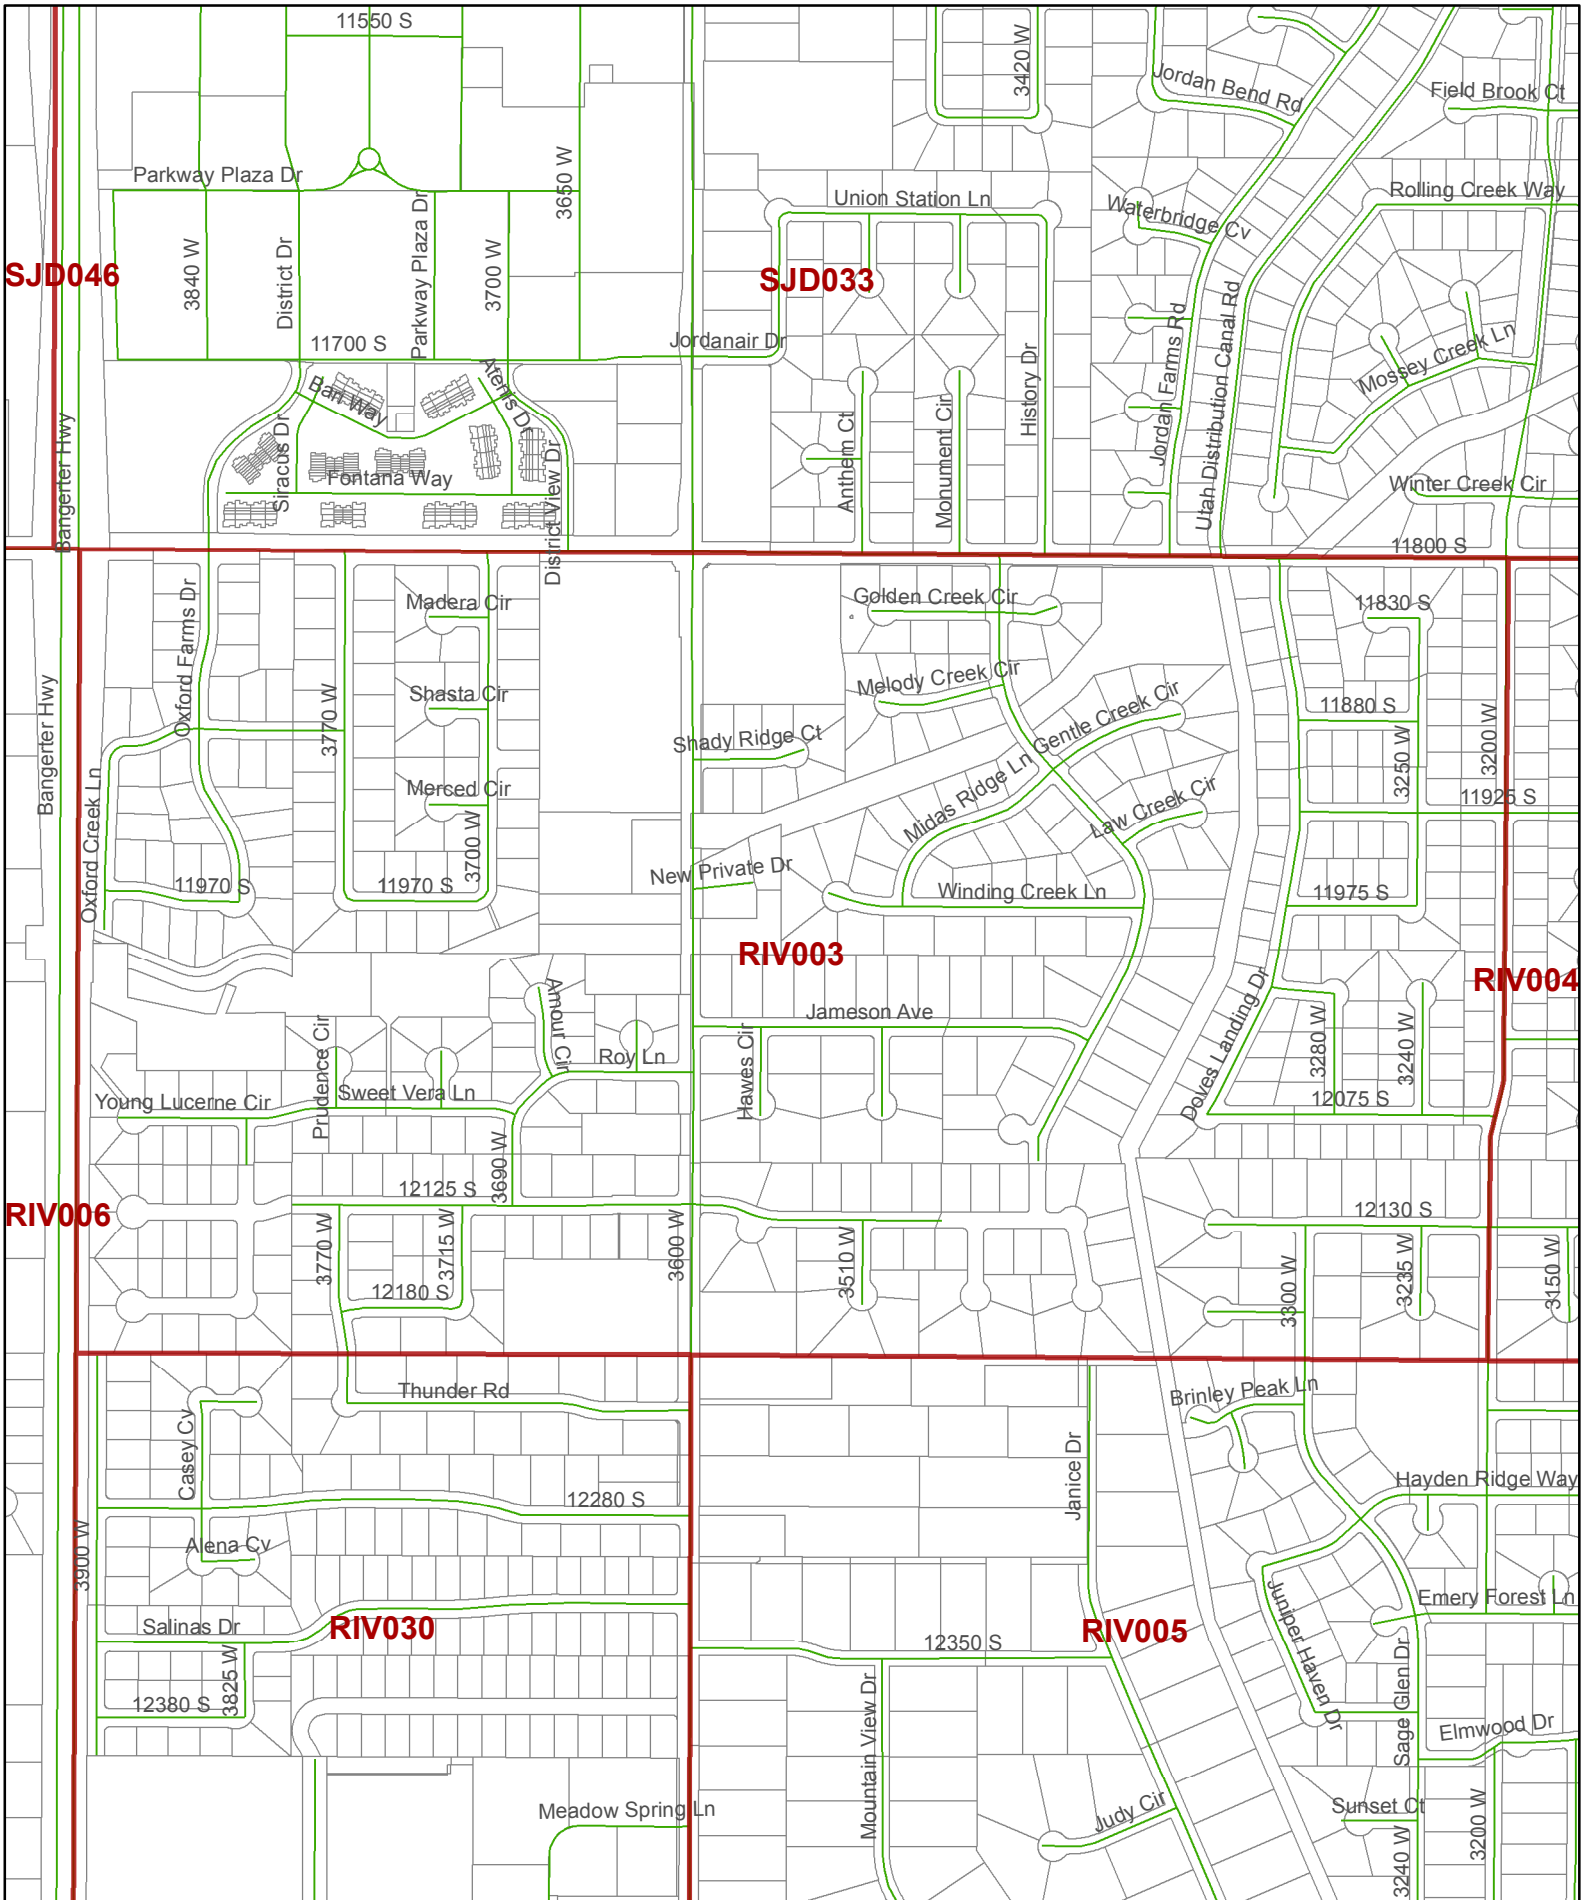 11550 S
3420 W
Jordan Bend Rd
Field Brook Ct
Parkway Plaza Dr
3650 W
Union Station Ln
Waterbridge Cv
Rolling Creek Way
SJD046
3840 W
District Dr
Parkway Plaza Dr
3700 W
SJD033
11700 S
Jordanair Dr
History Dr
Jordan Farms Rd
Utah Distribution Canal Rd
Mossey Creek Ln
Bari Way
Atenis Dr
Siracus Dr
Fontana Way
District View Dr
Anthem Ct
Monument Cir
Winter Creek Cir
Bangerter Hwy
11800 S
Oxford Farms Dr
Madera Cir
Golden Creek Cir
11830 S
Shasta Cir
Melody Creek Cir
Gentle Creek Cir
11880 S
Bangerter Hwy
3770 W
Shady Ridge Ct
3250 W
3200 W
Merced Cir
Midas Ridge Ln
Law Creek Cir
11925 S
Oxford Creek Ln
3700 W
11970 S
11970 S
New Private Dr
Winding Creek Ln
11975 S
RIV003
RIV004
Amour Cir
Jameson Ave
Doves Landing Dr
Prudence Cir
Roy Ln
Hawes Cir
3280 W
3240 W
Young Lucerne Cir
Sweet Vera Ln
12075 S
3690 W
12125 S
RIV006
12130 S
3770 W
3715 W
3600 W
3510 W
3300 W
3235 W
3150 W
12180 S
Thunder Rd
Brinley Peak Ln
Casey Cv
Janice Dr
Hayden Ridge Way
12280 S
3900 W
Alena Cv
Juniper Haven Dr
Emery Forest Ln
Salinas Dr
RIV030
12350 S
RIV005
3825 W
12380 S
Mountain View Dr
Sage Glen Dr
Elmwood Dr
Meadow Spring Ln
Judy Cir
Sunset Ct
3240 W
3200 W